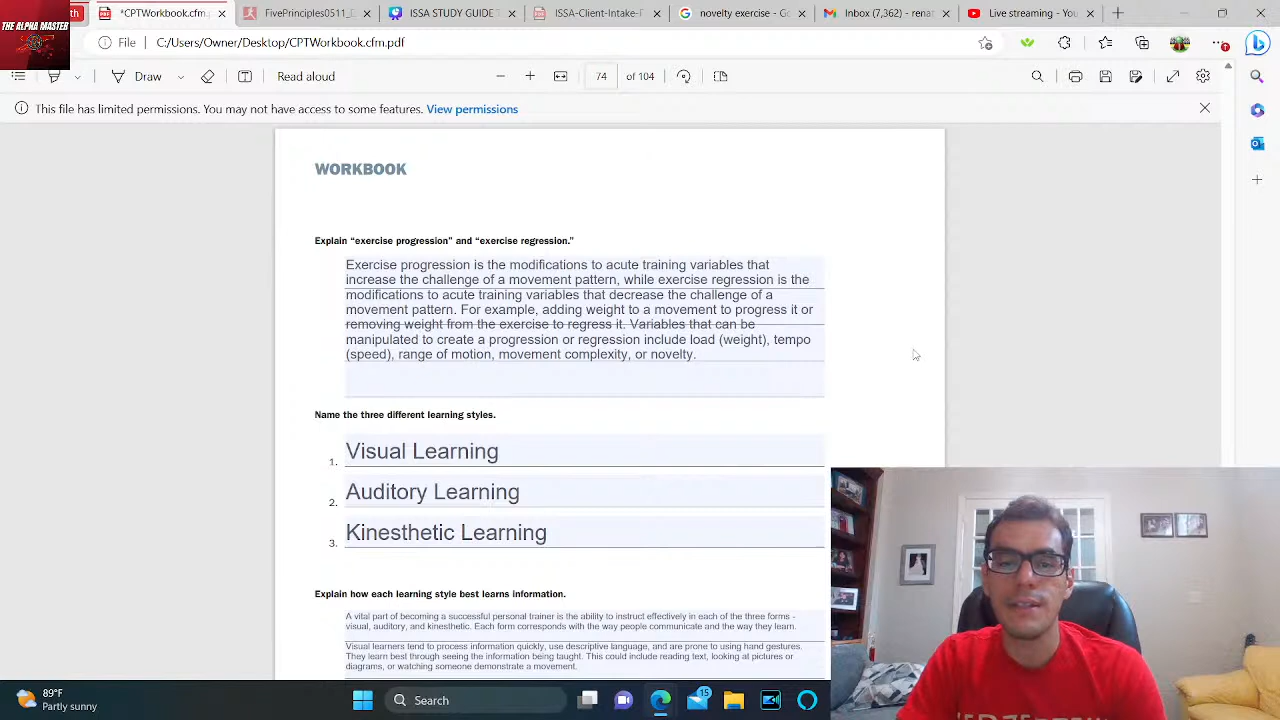 THE ALPHA MASTER
th
*CPTWorkbook.cfm.pdf
FivePrinceps0511_
ISSA STUDY GUIDE
ISSA-Client-Intake-
novelty exercise
Inbox (7,362) - renat
Live streaming - You
File
C:/Users/Owner/Desktop/CPTWorkbook.cfm.pdf
Draw
Read aloud
74
of 104
This file has limited permissions. You may not have access to some features. View permissions
WORKBOOK
Explain “exercise progression” and “exercise regression.”
Exercise progression is the modifications to acute training variables that
increase the challenge of a movement pattern, while exercise regression is the
modifications to acute training variables that decrease the challenge of a
movement pattern. For example, adding weight to a movement to progress it or
removing weight from the exercise to regress it. Variables that can be
manipulated to create a progression or regression include load (weight), tempo
(speed), range of motion, movement complexity, or novelty.
Name the three different learning styles.
1. Visual Learning
2. Auditory Learning
3. Kinesthetic Learning
Explain how each learning style best learns information.
A vital part of becoming a successful personal trainer is the ability to instruct effectively in each of the three forms -
visual, auditory, and kinesthetic. Each form corresponds with the way people communicate and the way they learn.
Visual learners tend to process information quickly, use descriptive language, and are prone to using hand gestures.
They learn best through seeing the information being taught. This could include reading text, looking at pictures or
diagrams, or watching someone demonstrate a movement.
89°F
Partly sunny
Search
15